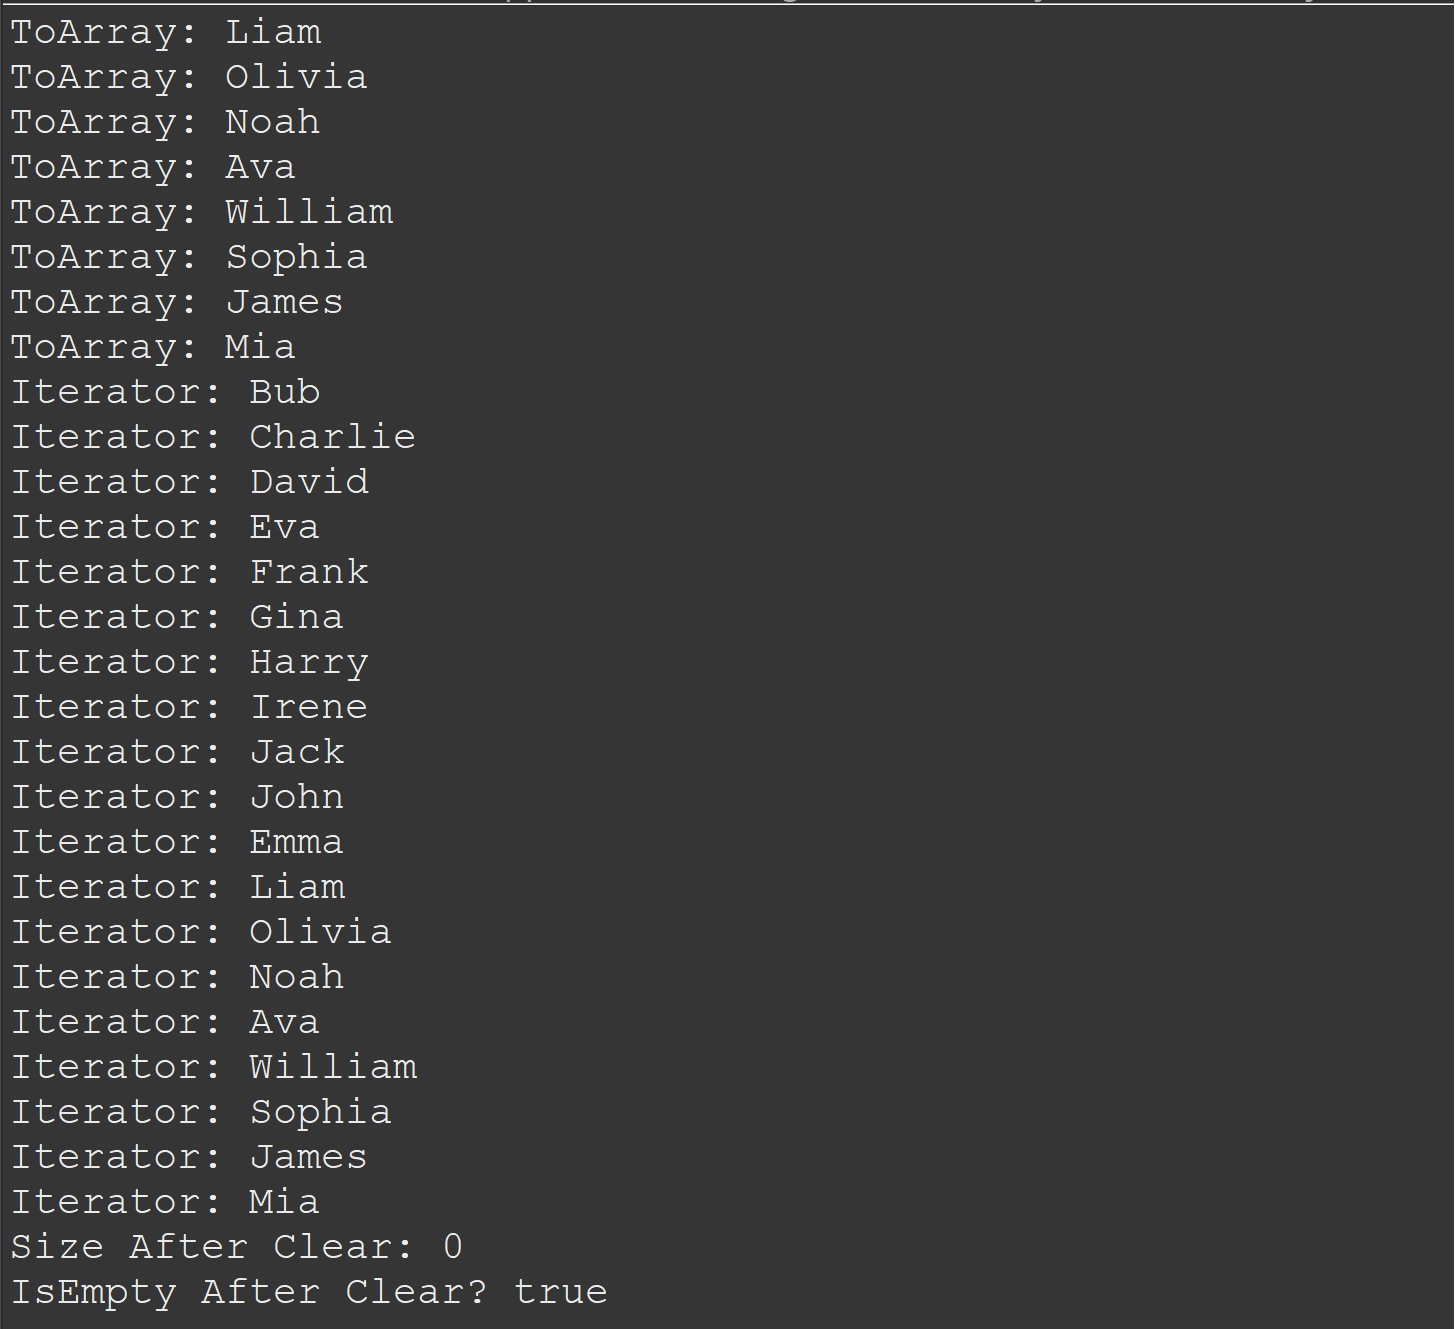 ToArray: Liam
ToArray: Olivia
ToArray: Noah
ToArray: Ava
ToArray: William
ToArray: Sophia
ToArray: James
ToArray: Mia
Iterator: Bub
Iterator: Charlie
Iterator: David
Iterator: Eva
Iterator: Frank
Iterator: Gina
Iterator: Harry
Iterator: Irene
Iterator: Jack
Iterator: John
Iterator: Emma
Iterator: Liam
Iterator: Olivia
Iterator: Noah
Iterator: Ava
Iterator: William
Iterator: Sophia
Iterator: James
Iterator: Mia
Size After Clear: 0
IsEmpty After Clear? true